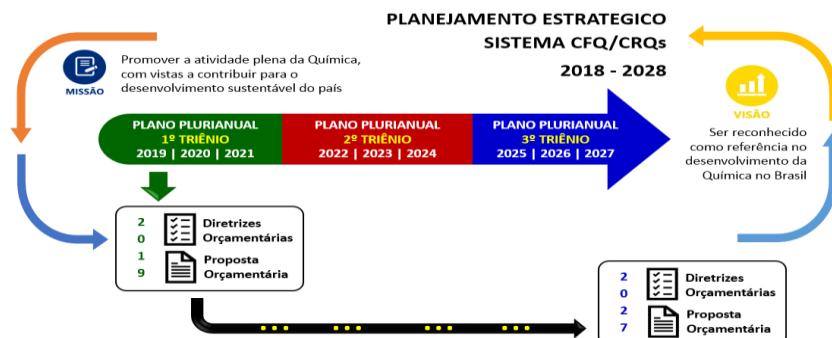 PLANEJAMENTO ESTRATEGICO
SISTEMA CFQ/CRQs
2018 - 2028
MISSÃO
Promover a atividade plena da Química,
com vistas a contribuir para o
desenvolvimento sustentável do país
VISÃO
Ser reconhecido
como referência no
desenvolvimento da
Química no Brasil
PLANO PLURIANUAL
1º TRIÊNIO
2019 | 2020 | 2021
PLANO PLURIANUAL
2º TRIÊNIO
2022 | 2023 | 2024
PLANO PLURIANUAL
3º TRIÊNIO
2025 | 2026 | 2027
2
0
1
9
Diretrizes
Orçamentárias
Proposta
Orçamentária
2
0
2
7
Diretrizes
Orçamentárias
Proposta
Orçamentária